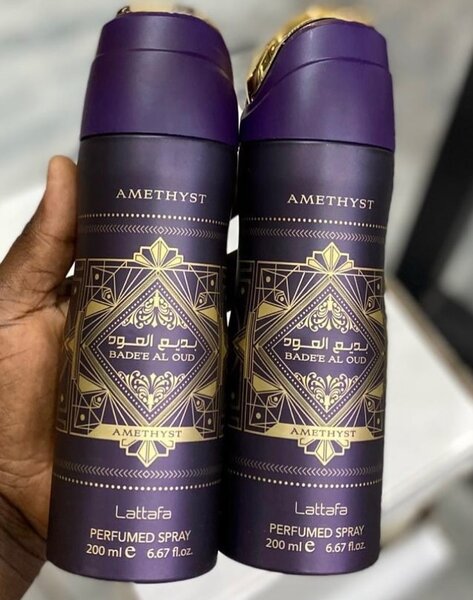 AMETHYST
بديع العود
BADE'E AL OUD
AMETHYST
Lattafa
PERFUMED SPRAY
200 ml e 6.67 fl.oz.
AMETHYST
بديع العود
BADE'E AL OUD
AMETHYST
Lattafa
PERFUMED SPRAY
200 ml e 6.67 fl.oz.